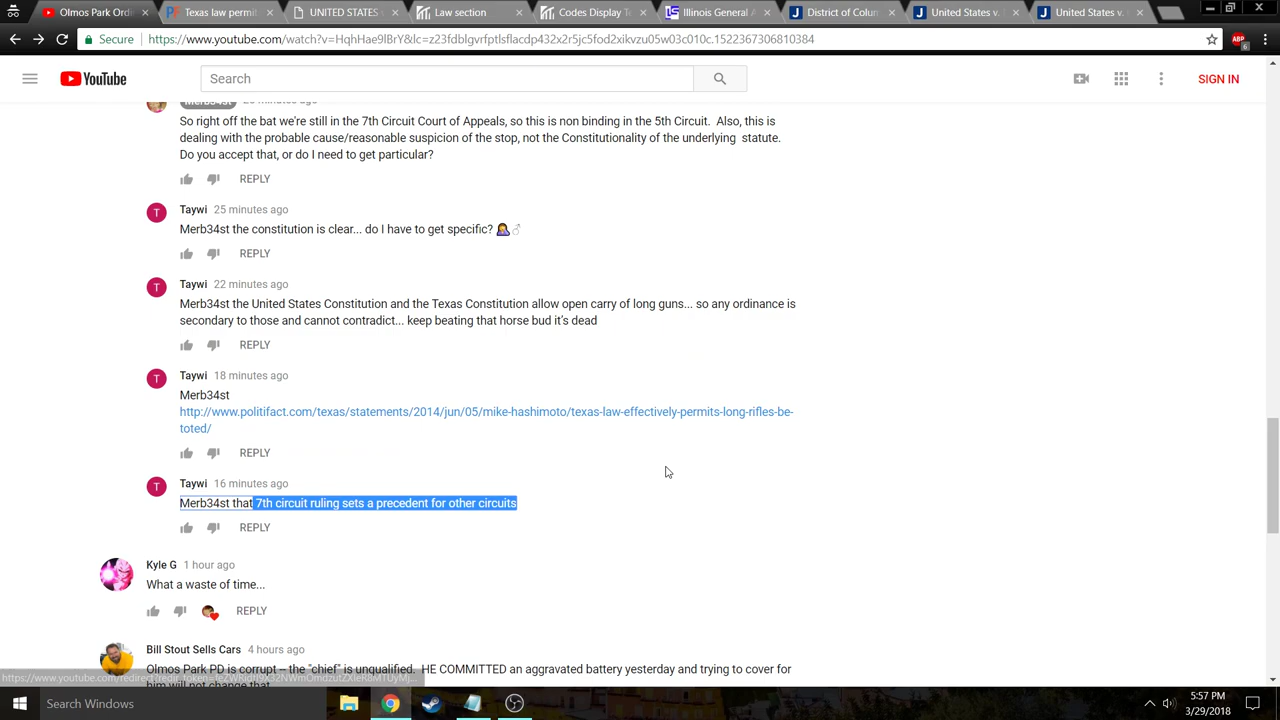 Olmos Park Ordin
Texas law permit
UNITED STATES
Law section
Codes Display Te
Illinois General A
District of Colum
United States v.
United States v.
Secure
https://www.youtube.com/watch?v=HqhHae9lBrY&lc=z23fdblgvrfptlsflacdp432x2r5jc5fod2xikvzu05w03c010c.1522367306810384
YouTube
Search
SIGN IN
Merb34st
So right off the bat we're still in the 7th Circuit Court of Appeals, so this is non binding in the 5th Circuit. Also, this is
dealing with the probable cause/reasonable suspicion of the stop, not the Constitutionality of the underlying statute.
Do you accept that, or do I need to get particular?
REPLY
T
Taywi 25 minutes ago
Merb34st the constitution is clear... do I have to get specific? 🤦‍♂
REPLY
T
Taywi 22 minutes ago
Merb34st the United States Constitution and the Texas Constitution allow open carry of long guns... so any ordinance is
secondary to those and cannot contradict... keep beating that horse bud it's dead
REPLY
T
Taywi 18 minutes ago
Merb34st
http://www.politifact.com/texas/statements/2014/jun/05/mike-hashimoto/texas-law-effectively-permits-long-rifles-be-
toted/
REPLY
T
Taywi 16 minutes ago
Merb34st that 7th circuit ruling sets a precedent for other circuits
REPLY
Kyle G 1 hour ago
What a waste of time...
REPLY
Bill Stout Sells Cars 4 hours ago
Olmos Park PD is corrupt -- the "chief" is unqualified. HE COMMITTED an aggravated battery yesterday and trying to cover for
him will not change that
Search Windows
5:57 PM
3/29/2018